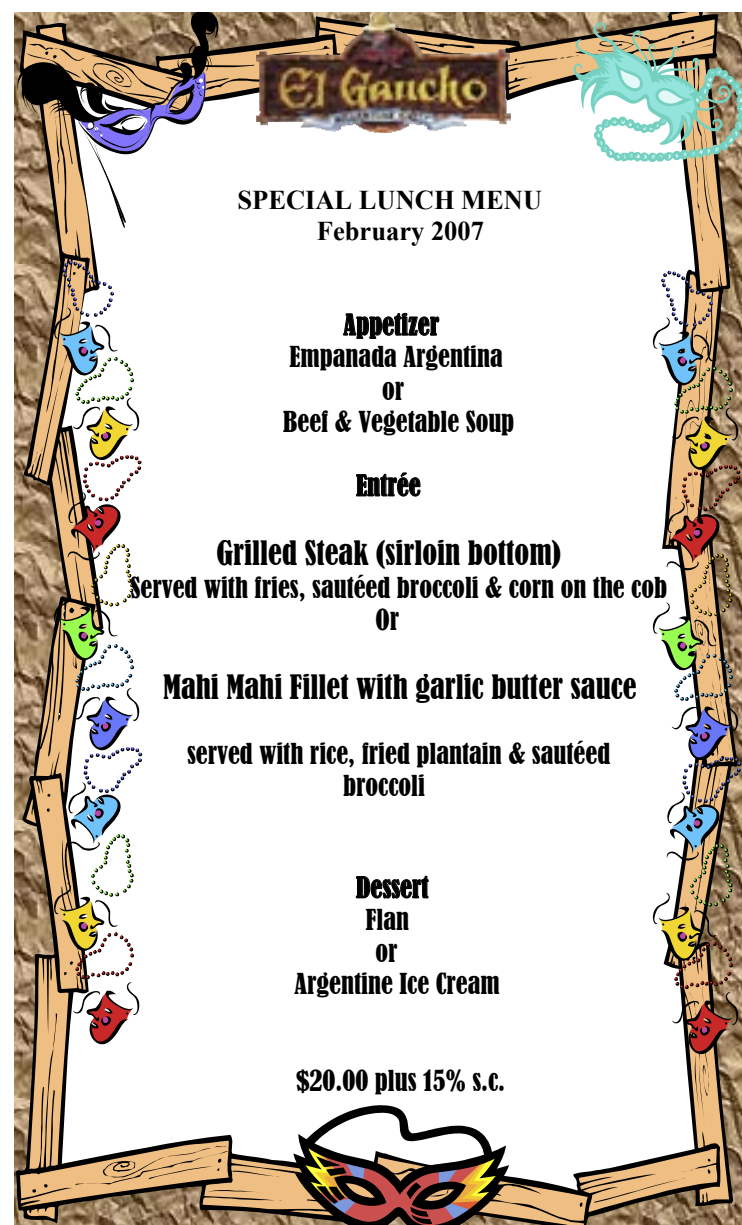 El Gaucho
SPECIAL LUNCH MENU
February 2007
Appetizer
Empanada Argentina
or
Beef & Vegetable Soup
Entrée
Grilled Steak (sirloin bottom)
Served with fries, sautéed broccoli & corn on the cob
Or
Mahi Mahi Fillet with garlic butter sauce
served with rice, fried plantain & sautéed
broccoli
Dessert
Flan
or
Argentine Ice Cream
$20.00 plus 15% s.c.